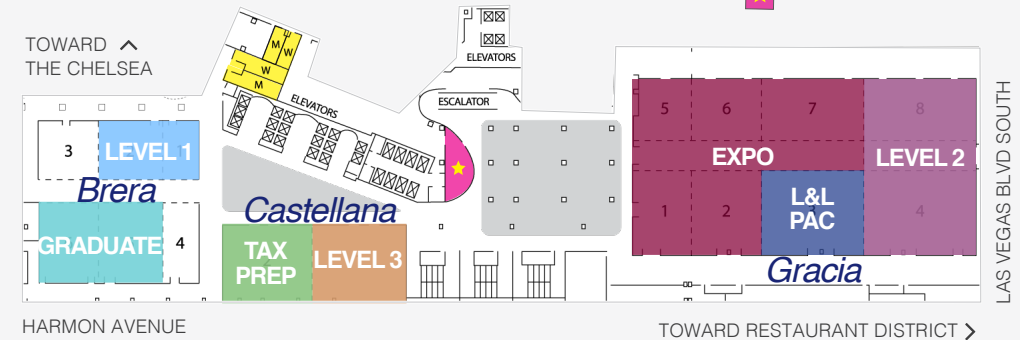 TOWARD
THE CHELSEA
M
W
W
M
ELEVATORS
ELEVATORS
ESCALATOR
3
LEVEL 1
Brera
GRADUATE
4
Castellana
TAX
PREP
LEVEL 3
5
6
7
8
EXPO
LEVEL 2
1
2
L&L
PAC
4
Gracia
LAS VEGAS BLVD SOUTH
HARMON AVENUE
TOWARD RESTAURANT DISTRICT